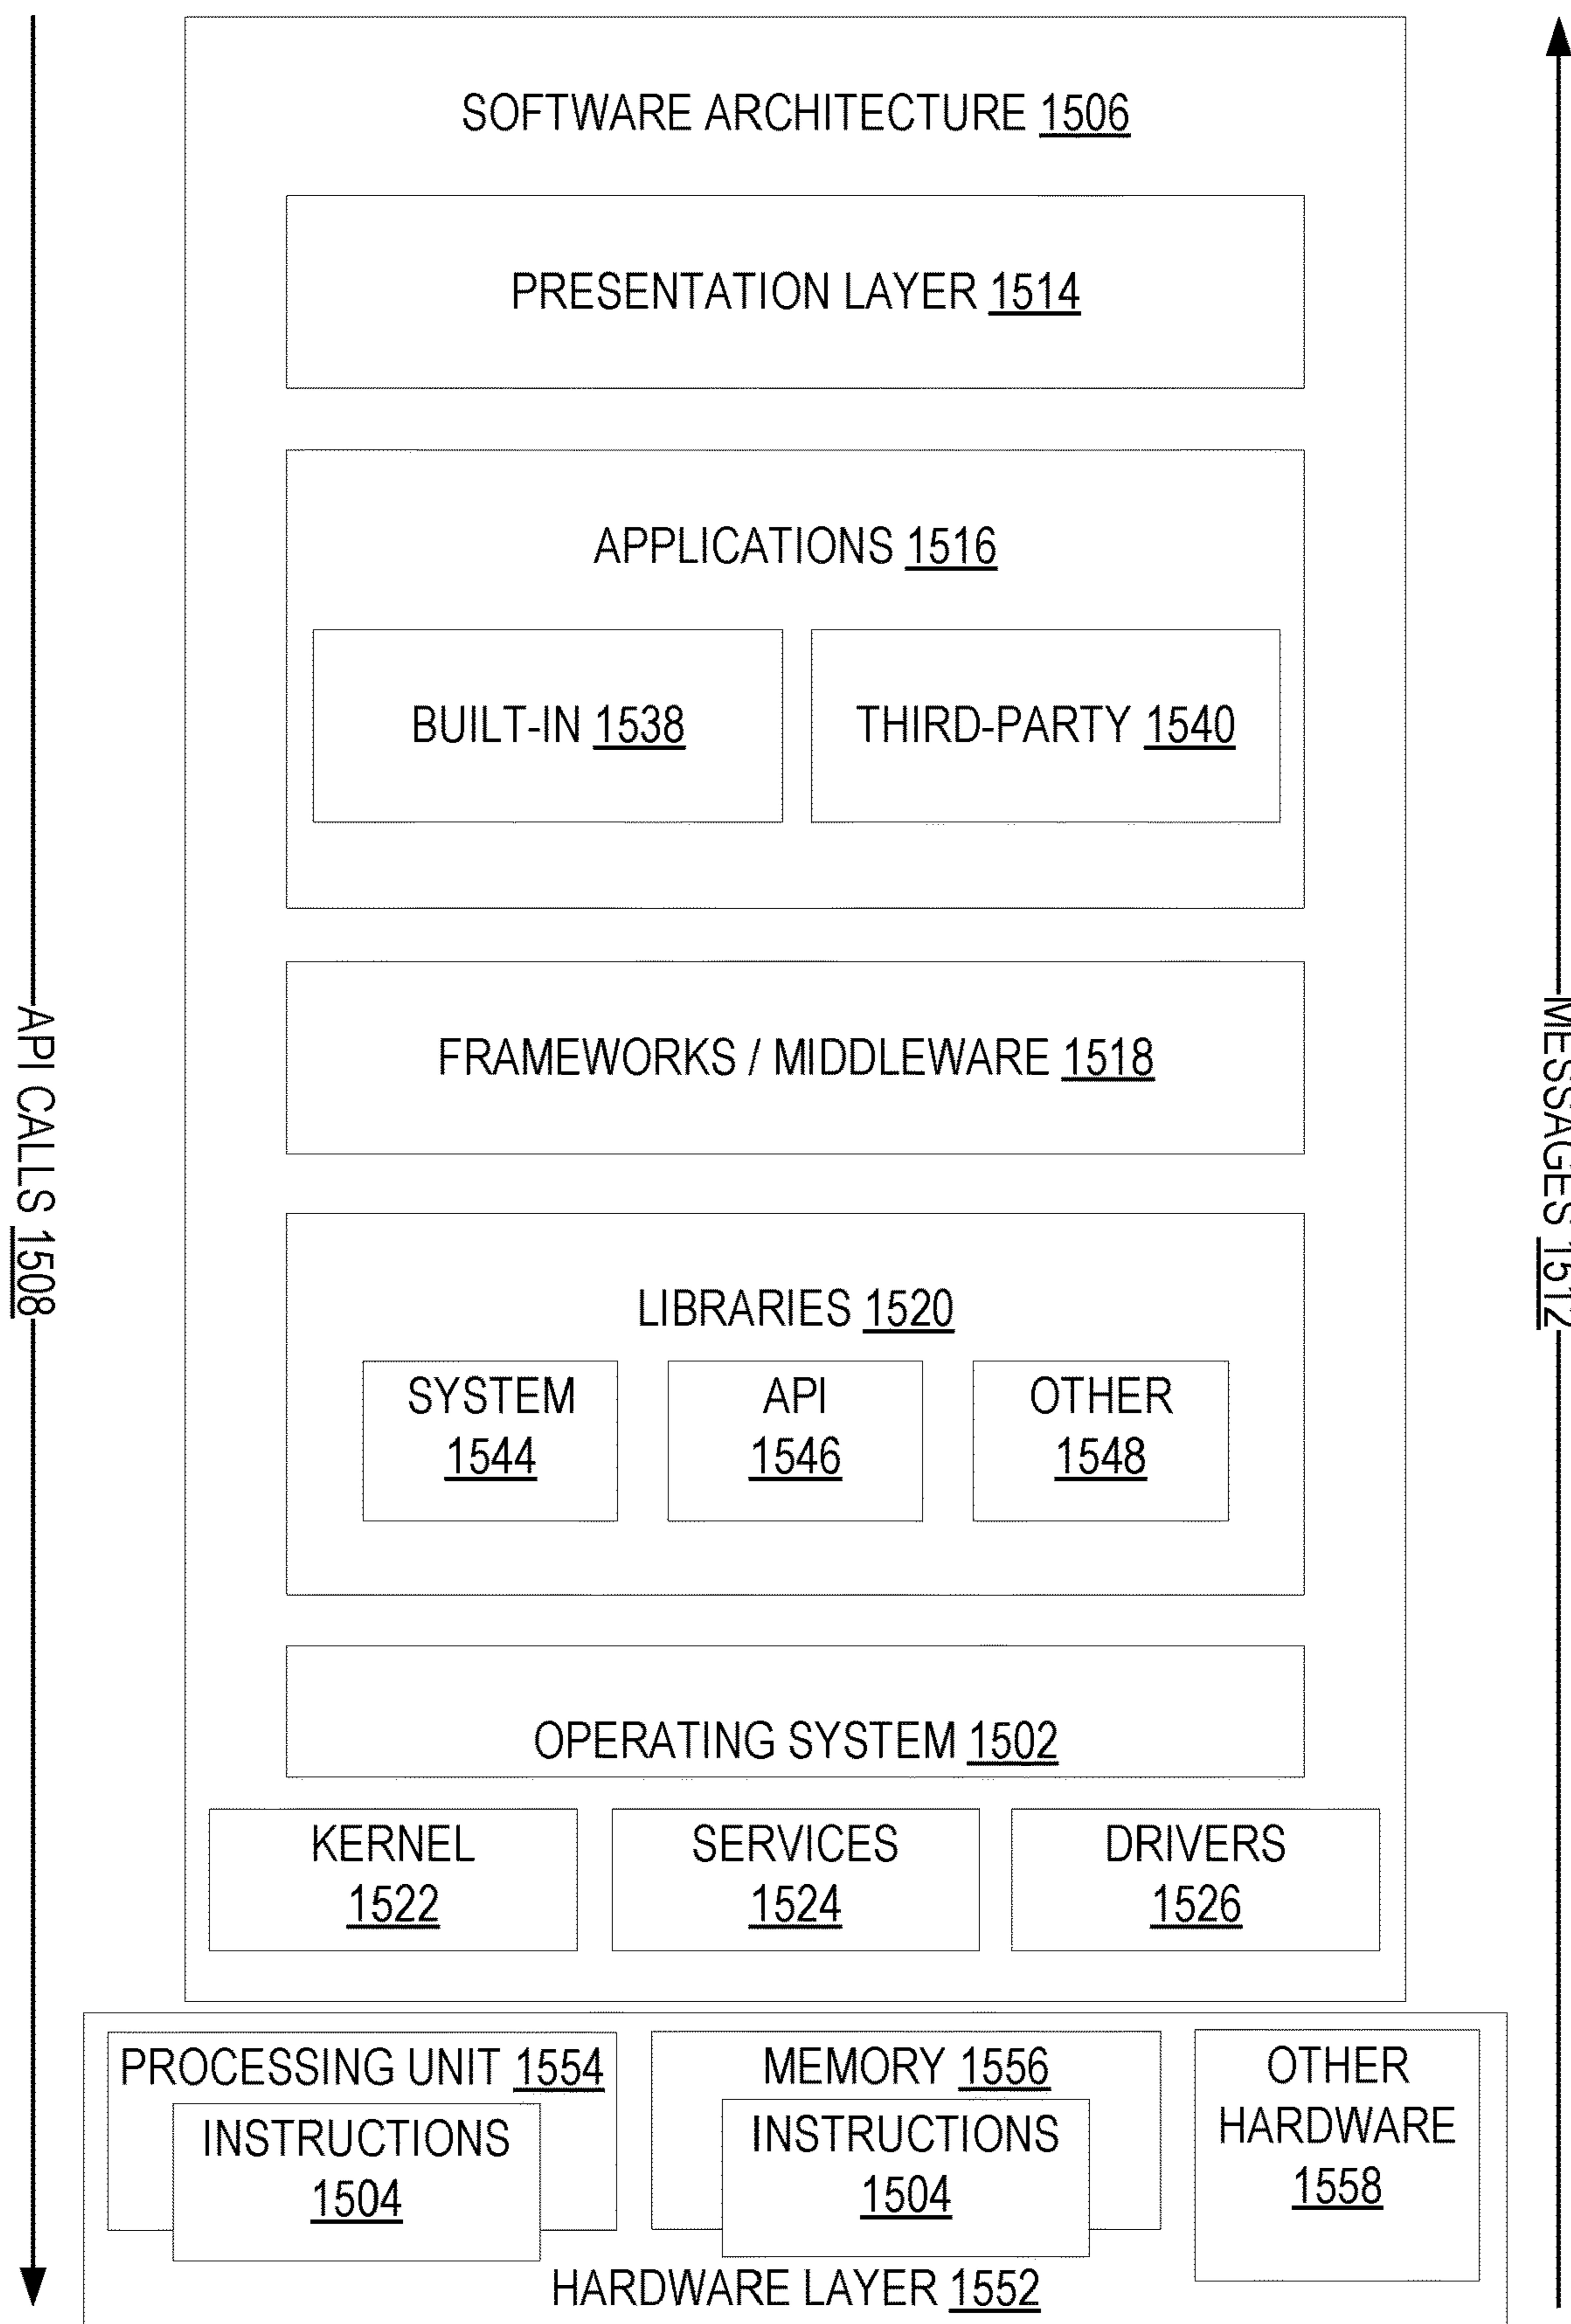 SOFTWARE ARCHITECTURE 1506
PRESENTATION LAYER 1514
APPLICATIONS 1516
BUILT-IN 1538
THIRD-PARTY 1540
FRAMEWORKS / MIDDLEWARE 1518
LIBRARIES 1520
SYSTEM
1544
API
1546
OTHER
1548
OPERATING SYSTEM 1502
KERNEL
1522
SERVICES
1524
DRIVERS
1526
PROCESSING UNIT 1554
INSTRUCTIONS
1504
MEMORY 1556
INSTRUCTIONS
1504
OTHER
HARDWARE
1558
HARDWARE LAYER 1552
API CALLS 1508
MESSAGES 1512